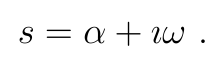 s = α + ıω .